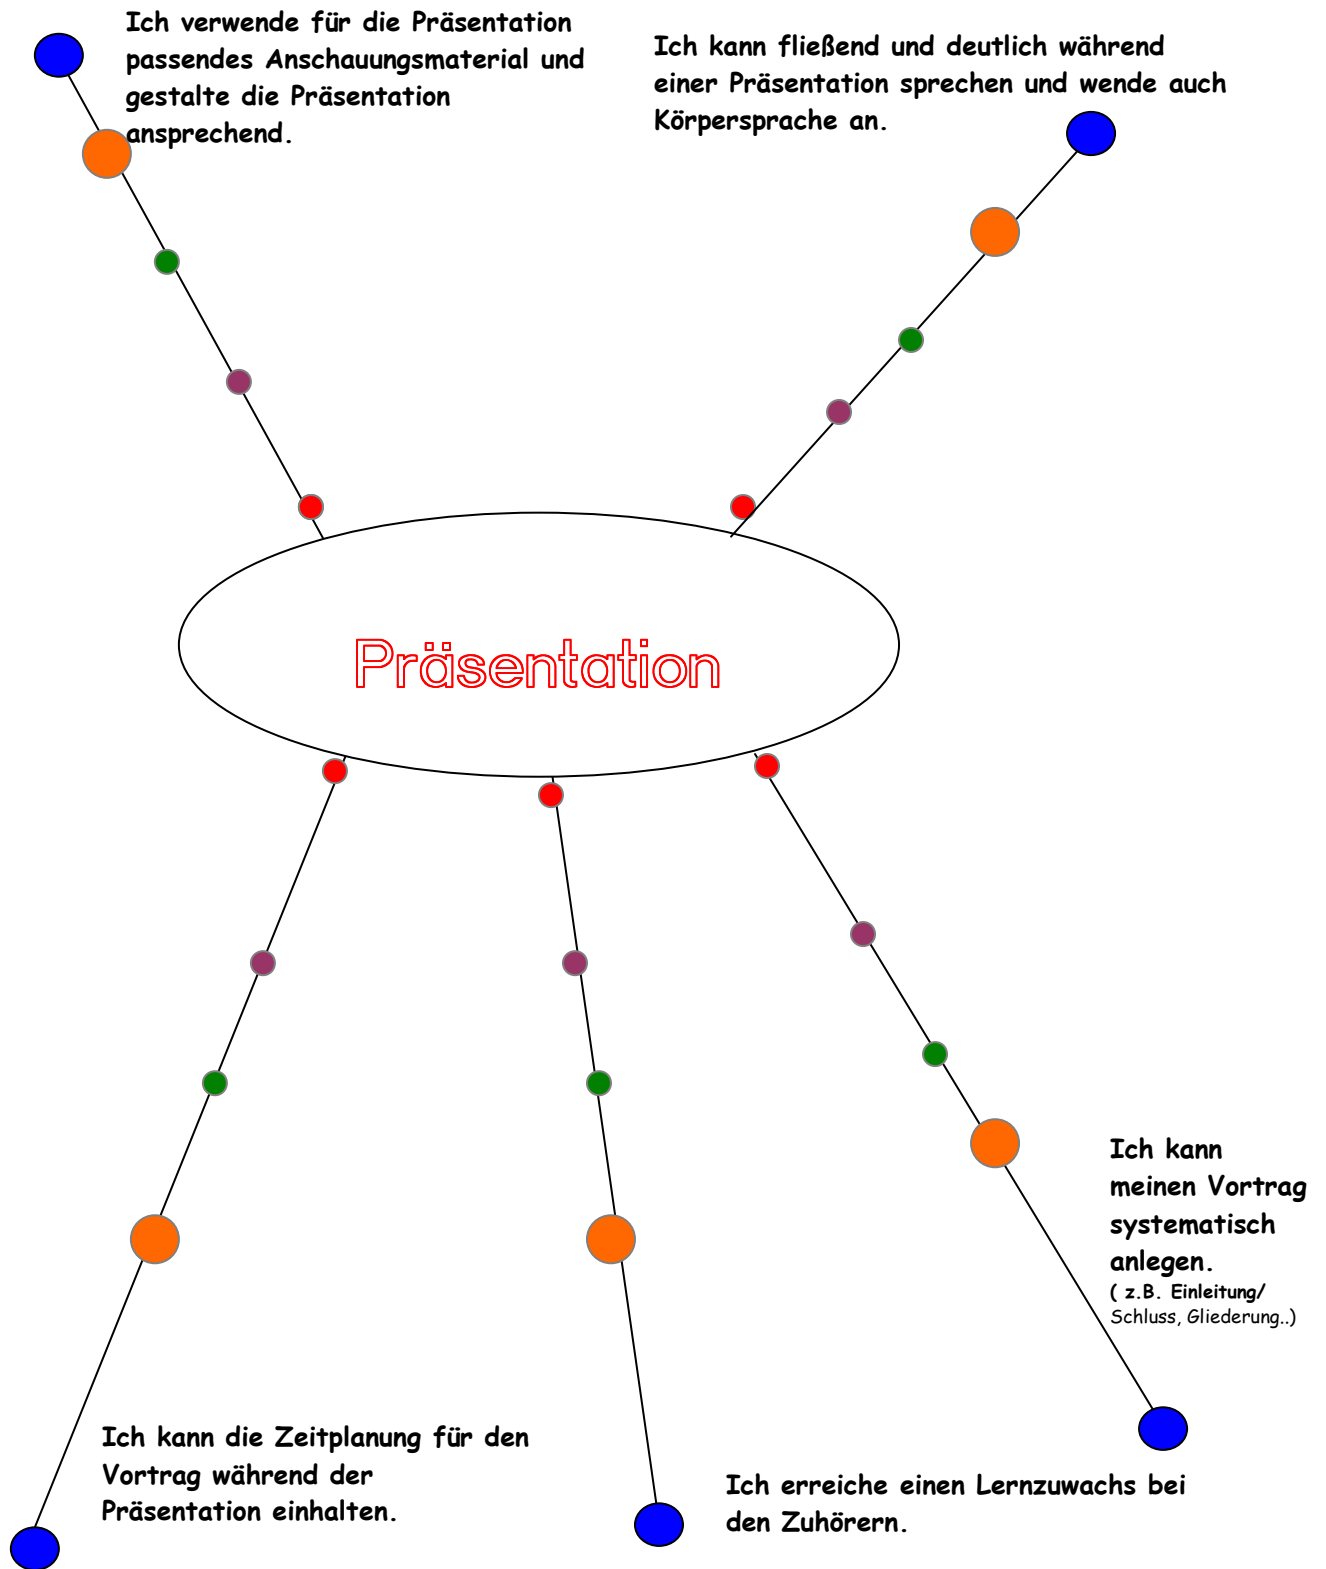 Ich verwende für die Präsentation
passendes Anschauungsmaterial und
gestalte die Präsentation
ansprechend.
Ich kann fließend und deutlich während
einer Präsentation sprechen und wende auch
Körpersprache an.
Präsentation
Ich kann
meinen Vortrag
systematisch
anlegen.
( z.B. Einleitung/
Schluss, Gliederung..)
Ich kann die Zeitplanung für den
Vortrag während der
Präsentation einhalten.
Ich erreiche einen Lernzuwachs bei
den Zuhörern.